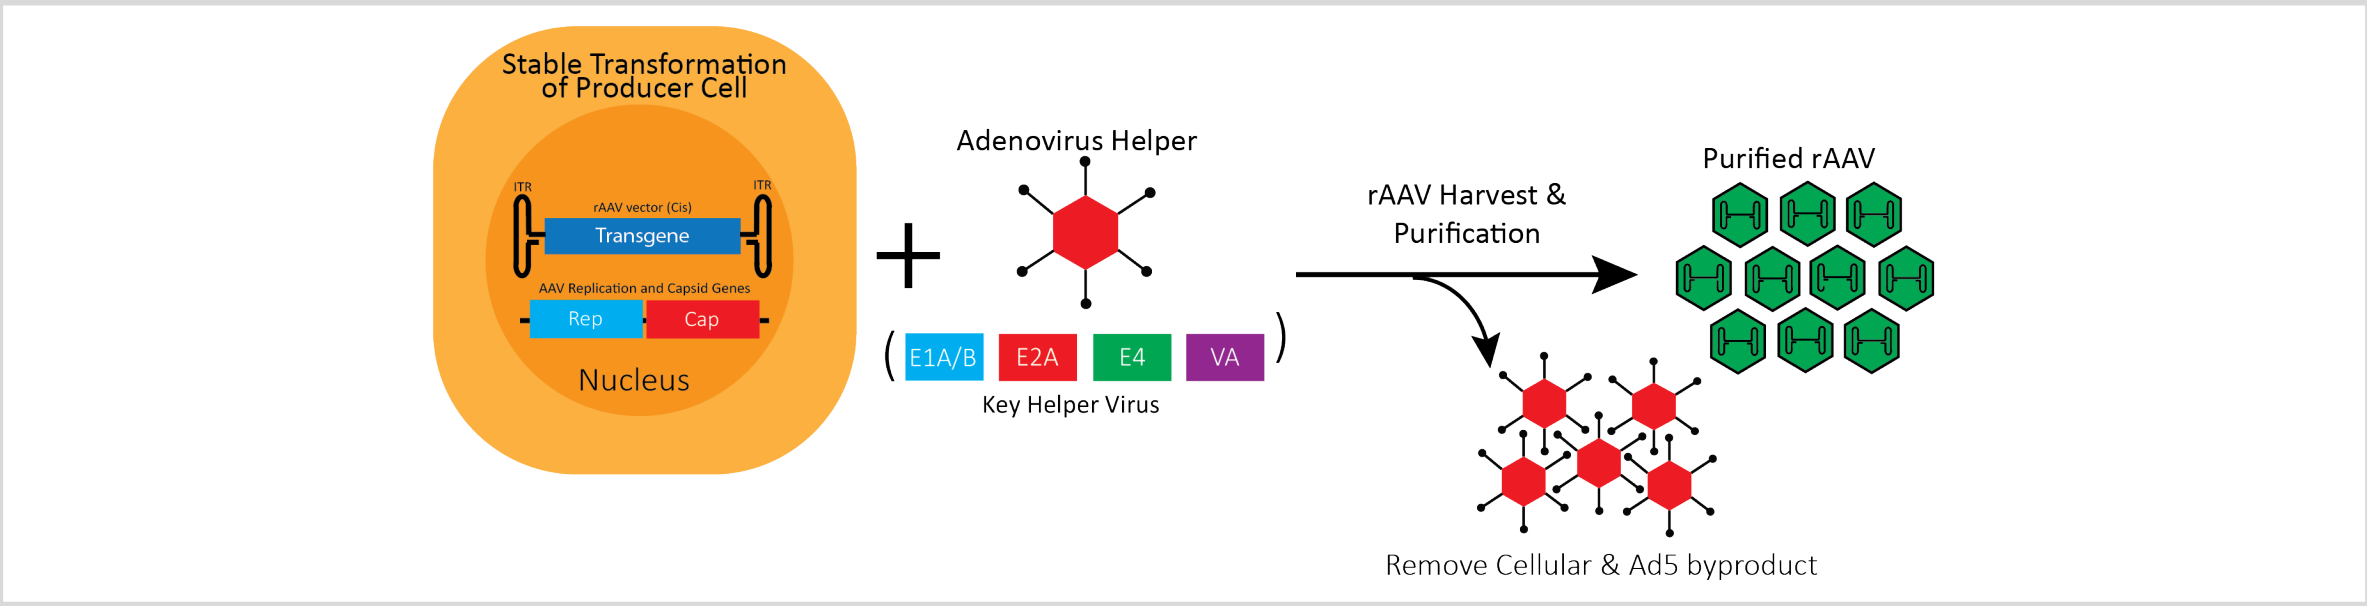 Stable Transformation
of Producer Cell
ITR
ITR
rAAV vector (Cis)
Transgene
AAV Replication and Capsid Genes
Rep
Cap
Nucleus
+
Adenovirus Helper
( E1A/B E2A E4 VA )
Key Helper Virus
rAAV Harvest &
Purification
Purified rAAV
Remove Cellular & Ad5 byproduct